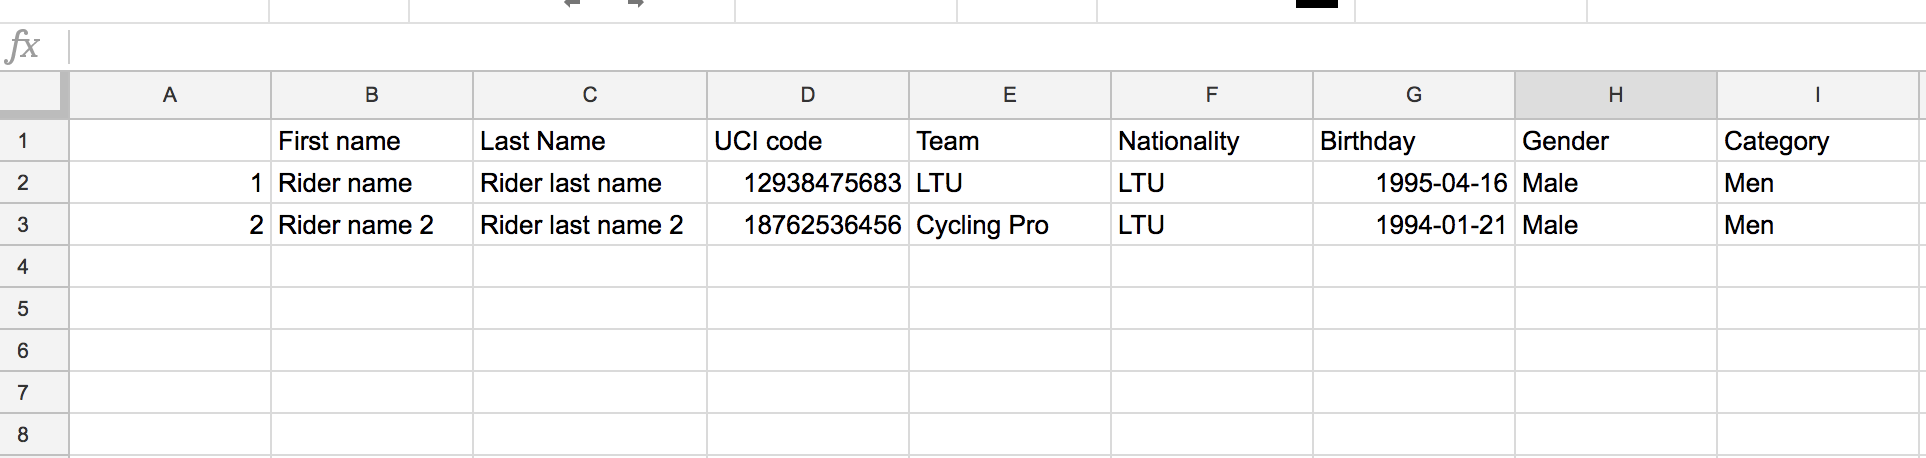 fx
A B C D E F G H I
1 First name Last Name UCI code Team Nationality Birthday Gender Category
2 1 Rider name Rider last name 12938475683 LTU LTU 1995-04-16 Male Men
3 2 Rider name 2 Rider last name 2 18762536456 Cycling Pro LTU 1994-01-21 Male Men
4
5
6
7
8